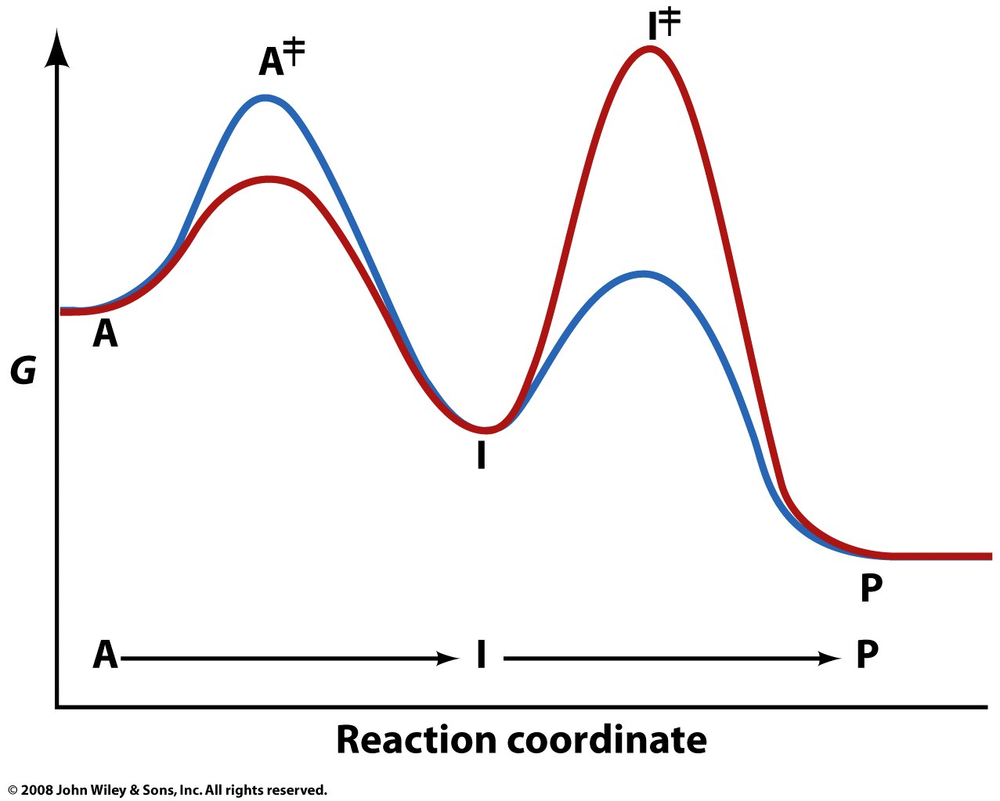 I‡
A‡
A
G
I
P
A → I → P
Reaction coordinate
© 2008 John Wiley & Sons, Inc. All rights reserved.